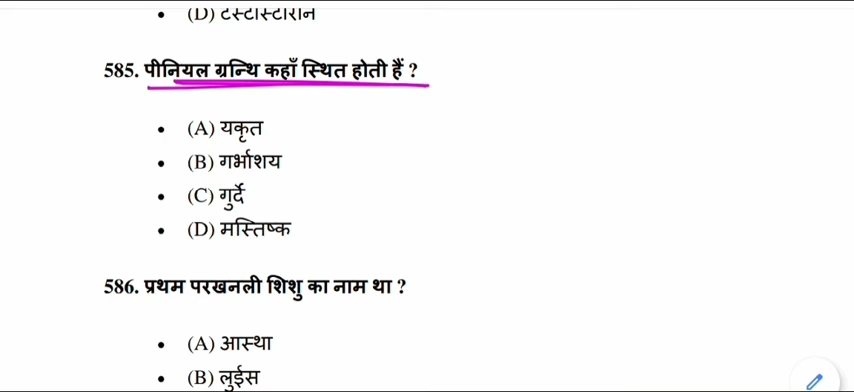 (D) टेस्टोस्टीरोन
585. पीनियल ग्रन्थि कहाँ स्थित होती हैं ?
(A) यकृत
(B) गर्भाशय
(C) गुर्दे
(D) मस्तिष्क
586. प्रथम परखनली शिशु का नाम था ?
(A) आस्था
(B) लुईस